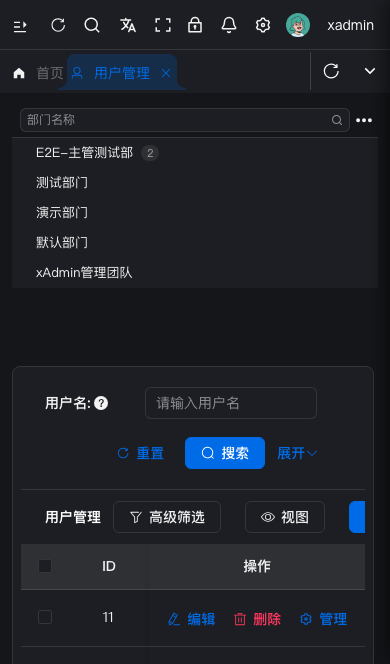 xadmin
首页 用户管理
部门名称
E2E-主管测试部 2
测试部门
演示部门
默认部门
xAdmin管理团队
用户名:
请输入用户名
重置 搜索 展开
用户管理 高级筛选 视图
ID 操作
11 编辑 删除 管理